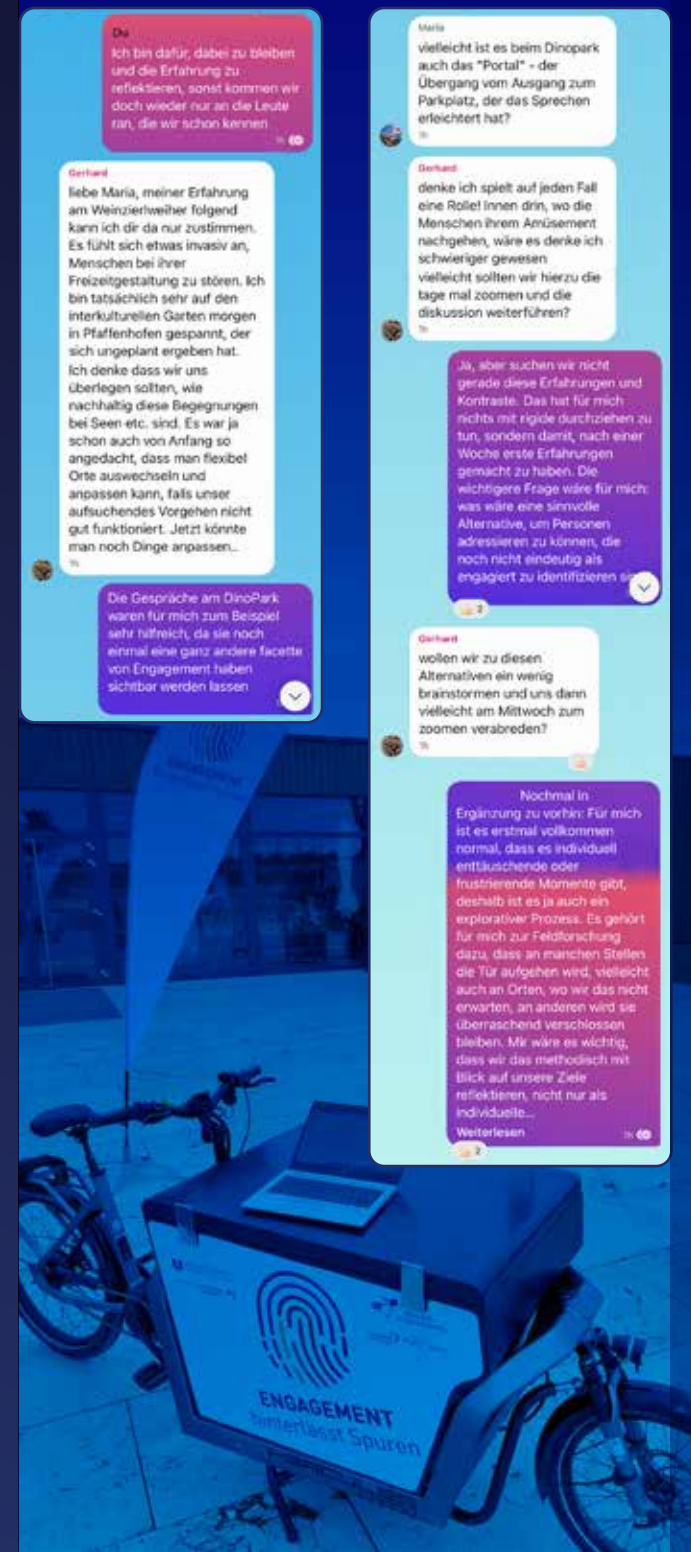 Du
Ich bin dafür, dabei zu bleiben
und die Erfahrung zu
reflektieren, sonst kommen wir
doch wieder nur an die Leute
ran, die wir schon kennen
Gerhard
liebe Maria, meiner Erfahrung
am Weinzierlweiher folgend
kann ich dir da nur zustimmen.
Es fühlt sich etwas invasiv an,
Menschen bei ihrer
Freizeitgestaltung zu stören. Ich
bin tatsächlich sehr auf den
interkulturellen Garten morgen
in Pfaffenhofen gespannt, der
sich ungeplant ergeben hat.
Ich denke dass wir uns
überlegen sollten, wie
nachhaltig diese Begegnungen
bei Seen etc. sind. Es war ja
schon auch von Anfang so
angedacht, dass man flexibel
Orte auswechseln und
anpassen kann, falls unser
aufsuchendes Vorgehen nicht
gut funktioniert. Jetzt könnte
man noch Dinge anpassen...
Die Gespräche am DinoPark
waren für mich zum Beispiel
sehr hilfreich, da sie noch
einmal eine ganz andere facette
von Engagement haben
sichtbar werden lassen
Maria
vielleicht ist es beim Dinopark
auch das "Portal" - der
Übergang vom Ausgang zum
Parkplatz, der das Sprechen
erleichtert hat?
Gerhard
denke ich spielt auf jeden Fall
eine Rolle! Innen drin, wo die
Menschen ihrem Amüsement
nachgehen, wäre es denke ich
schwieriger gewesen
vielleicht sollten wir hierzu die
tage mal zoomen und die
diskussion weiterführen?
Ja, aber suchen wir nicht
gerade diese Erfahrungen und
Kontraste. Das hat für mich
nichts mit rigide durchziehen zu
tun, sondern damit, nach einer
Woche erste Erfahrungen
gemacht zu haben. Die
wichtigere Frage wäre für mich:
was wäre eine sinnvolle
Alternative, um Personen
adressieren zu können, die
noch nicht eindeutig als
engagiert zu identifizieren
2
Gerhard
wollen wir zu diesen
Alternativen ein wenig
brainstormen und uns dann
vielleicht am Mittwoch zum
zoomen verabreden?
Nochmal in
Ergänzung zu vorhin: Für mich
ist es erstmal vollkommen
normal, dass es individuell
enttäuschende oder
frustrierende Momente gibt,
deshalb ist es ja auch ein
explorativer Prozess. Es gehört
für mich zur Feldforschung
dazu, dass an manchen Stellen
die Tür aufgehen wird, vielleicht
auch an Orten, wo wir das nicht
erwarten, an anderen wird sie
überraschend verschlossen
bleiben. Mir wäre es wichtig,
dass wir das methodisch mit
Blick auf unsere Ziele
reflektieren, nicht nur als
individuelle...
Weiterlesen
2
ENGAGEMENT
ENGAGEMENT
hinterlässt Spuren